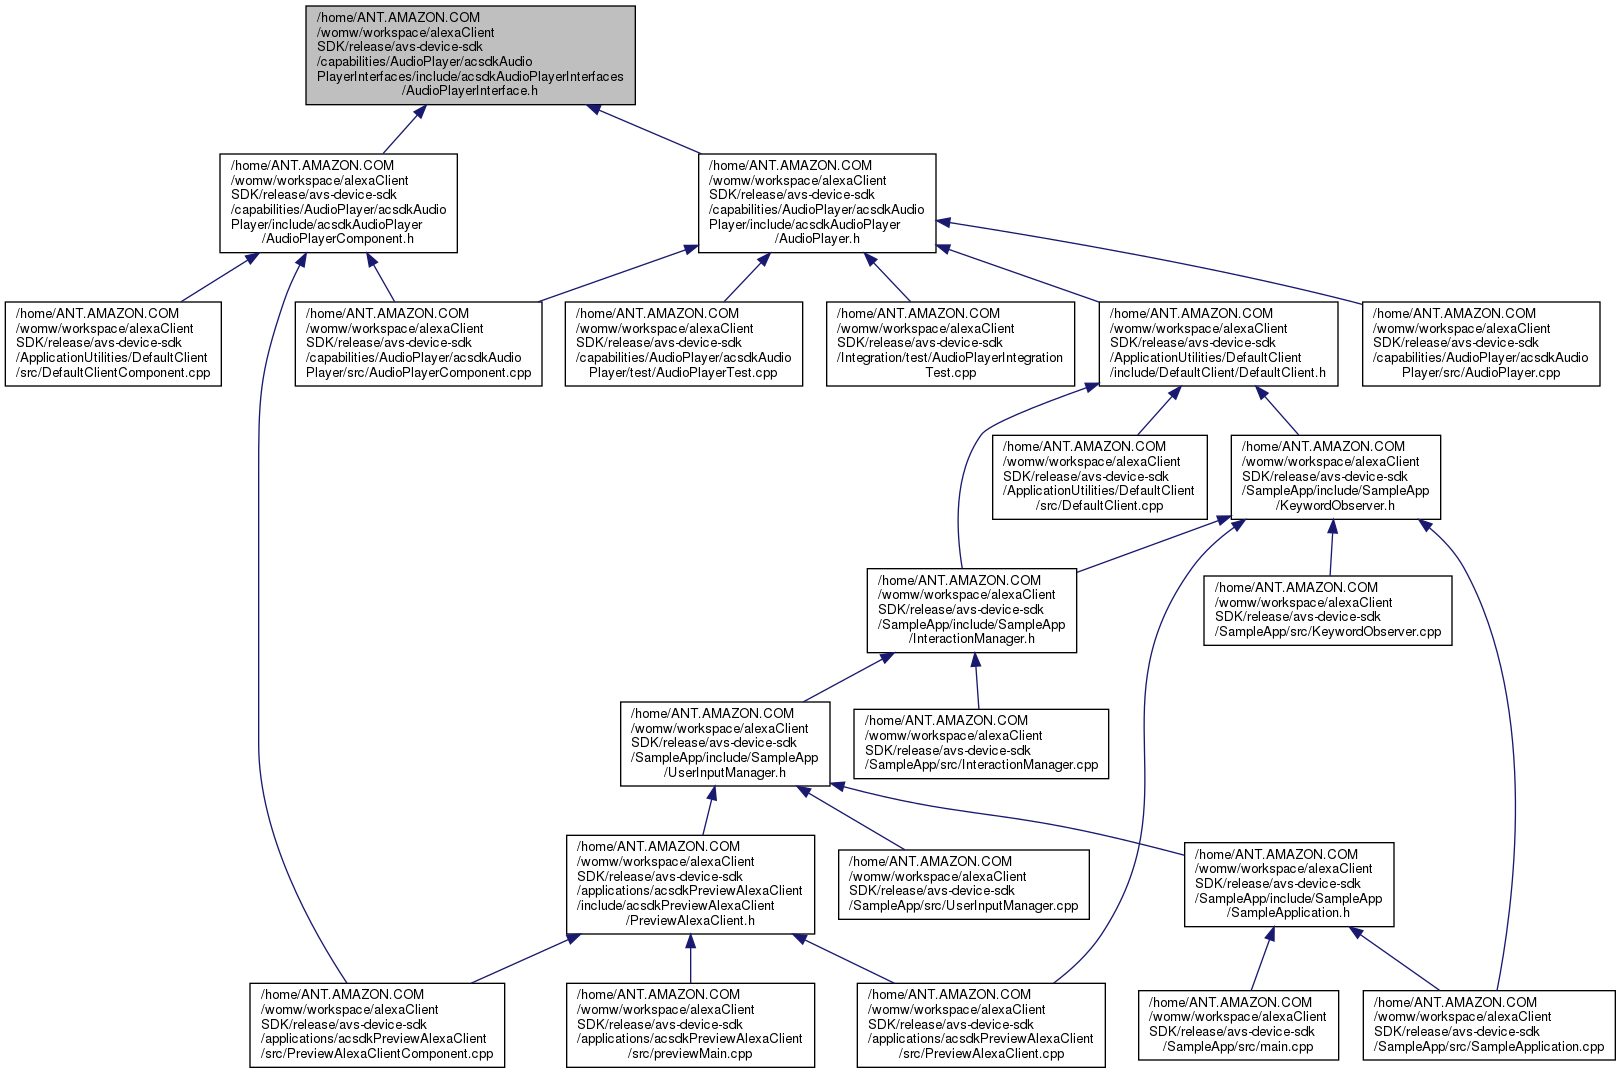 /home/ANT.AMAZON.COM
/womw/workspace/alexaClient
SDK/release/avs-device-sdk
/capabilities/AudioPlayer/acsdkAudio
PlayerInterfaces/include/acsdkAudioPlayerInterfaces
/AudioPlayerInterface.h
/home/ANT.AMAZON.COM
/womw/workspace/alexaClient
SDK/release/avs-device-sdk
/capabilities/AudioPlayer/acsdkAudio
Player/include/acsdkAudioPlayer
/AudioPlayerComponent.h
/home/ANT.AMAZON.COM
/womw/workspace/alexaClient
SDK/release/avs-device-sdk
/capabilities/AudioPlayer/acsdkAudio
Player/include/acsdkAudioPlayer
/AudioPlayer.h
/home/ANT.AMAZON.COM
/womw/workspace/alexaClient
SDK/release/avs-device-sdk
/ApplicationUtilities/DefaultClient
/src/DefaultClientComponent.cpp
/home/ANT.AMAZON.COM
/womw/workspace/alexaClient
SDK/release/avs-device-sdk
/capabilities/AudioPlayer/acsdkAudio
Player/src/AudioPlayerComponent.cpp
/home/ANT.AMAZON.COM
/womw/workspace/alexaClient
SDK/release/avs-device-sdk
/capabilities/AudioPlayer/acsdkAudio
Player/test/AudioPlayerTest.cpp
/home/ANT.AMAZON.COM
/womw/workspace/alexaClient
SDK/release/avs-device-sdk
/Integration/test/AudioPlayerIntegration
Test.cpp
/home/ANT.AMAZON.COM
/womw/workspace/alexaClient
SDK/release/avs-device-sdk
/ApplicationUtilities/DefaultClient
/include/DefaultClient/DefaultClient.h
/home/ANT.AMAZON.COM
/womw/workspace/alexaClient
SDK/release/avs-device-sdk
/capabilities/AudioPlayer/acsdkAudio
Player/src/AudioPlayer.cpp
/home/ANT.AMAZON.COM
/womw/workspace/alexaClient
SDK/release/avs-device-sdk
/ApplicationUtilities/DefaultClient
/src/DefaultClient.cpp
/home/ANT.AMAZON.COM
/womw/workspace/alexaClient
SDK/release/avs-device-sdk
/SampleApp/include/SampleApp
/KeywordObserver.h
/home/ANT.AMAZON.COM
/womw/workspace/alexaClient
SDK/release/avs-device-sdk
/SampleApp/include/SampleApp
/InteractionManager.h
/home/ANT.AMAZON.COM
/womw/workspace/alexaClient
SDK/release/avs-device-sdk
/SampleApp/src/KeywordObserver.cpp
/home/ANT.AMAZON.COM
/womw/workspace/alexaClient
SDK/release/avs-device-sdk
/SampleApp/include/SampleApp
/UserInputManager.h
/home/ANT.AMAZON.COM
/womw/workspace/alexaClient
SDK/release/avs-device-sdk
/SampleApp/src/InteractionManager.cpp
/home/ANT.AMAZON.COM
/womw/workspace/alexaClient
SDK/release/avs-device-sdk
/applications/acsdkPreviewAlexaClient
/include/acsdkPreviewAlexaClient
/PreviewAlexaClient.h
/home/ANT.AMAZON.COM
/womw/workspace/alexaClient
SDK/release/avs-device-sdk
/SampleApp/src/UserInputManager.cpp
/home/ANT.AMAZON.COM
/womw/workspace/alexaClient
SDK/release/avs-device-sdk
/SampleApp/include/SampleApp
/SampleApplication.h
/home/ANT.AMAZON.COM
/womw/workspace/alexaClient
SDK/release/avs-device-sdk
/applications/acsdkPreviewAlexaClient
/src/PreviewAlexaClientComponent.cpp
/home/ANT.AMAZON.COM
/womw/workspace/alexaClient
SDK/release/avs-device-sdk
/applications/acsdkPreviewAlexaClient
/src/previewMain.cpp
/home/ANT.AMAZON.COM
/womw/workspace/alexaClient
SDK/release/avs-device-sdk
/applications/acsdkPreviewAlexaClient
/src/PreviewAlexaClient.cpp
/home/ANT.AMAZON.COM
/womw/workspace/alexaClient
SDK/release/avs-device-sdk
/SampleApp/src/main.cpp
/home/ANT.AMAZON.COM
/womw/workspace/alexaClient
SDK/release/avs-device-sdk
/SampleApp/src/SampleApplication.cpp